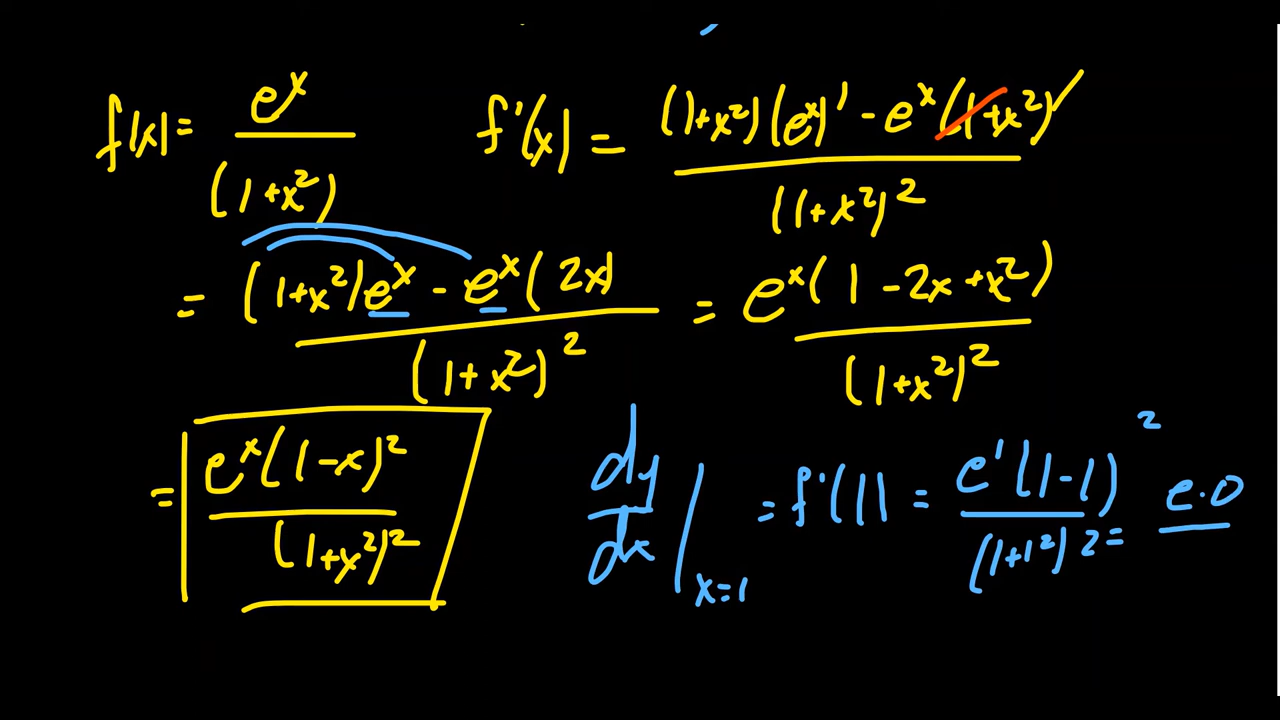 f(x) = e^x / (1+x^2)    f'(x) = ((1+x^2)(e^x)' - e^x(1+x^2)') / (1+x^2)^2
= ((1+x^2)e^x - e^x(2x)) / (1+x^2)^2 = e^x(1-2x+x^2) / (1+x^2)^2
= e^x(1-x)^2 / (1+x^2)^2    dy/dx |x=1 = f'(1) = e^1(1-1)^2 / (1+1^2)^2 = e·0